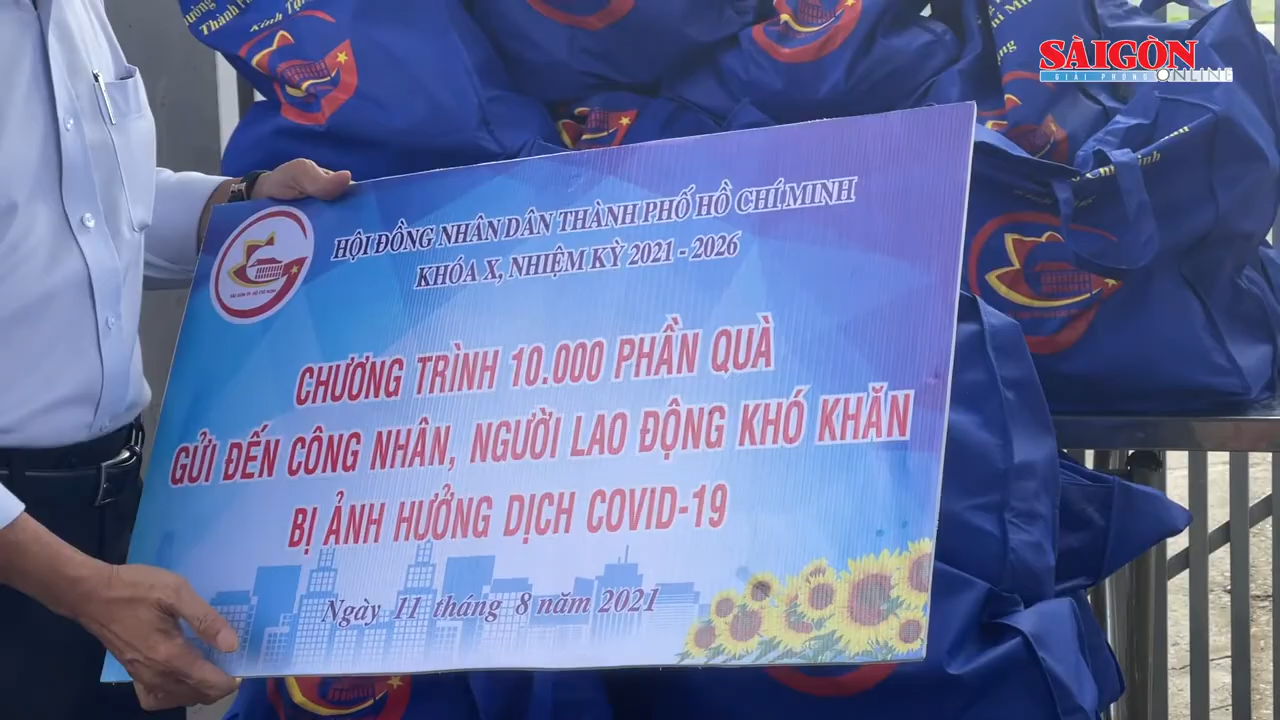 SÀIGÒN
GIẢI PHÓNG ONLINE
HỘI ĐỒNG NHÂN DÂN THÀNH PHỐ HỒ CHÍ MINH
KHÓA X, NHIỆM KỲ 2021 - 2026
CHƯƠNG TRÌNH 10.000 PHẦN QUÀ
GỬI ĐẾN CÔNG NHÂN, NGƯỜI LAO ĐỘNG KHÓ KHĂN
BỊ ẢNH HƯỞNG DỊCH COVID-19
Ngày 11 tháng 8 năm 2021